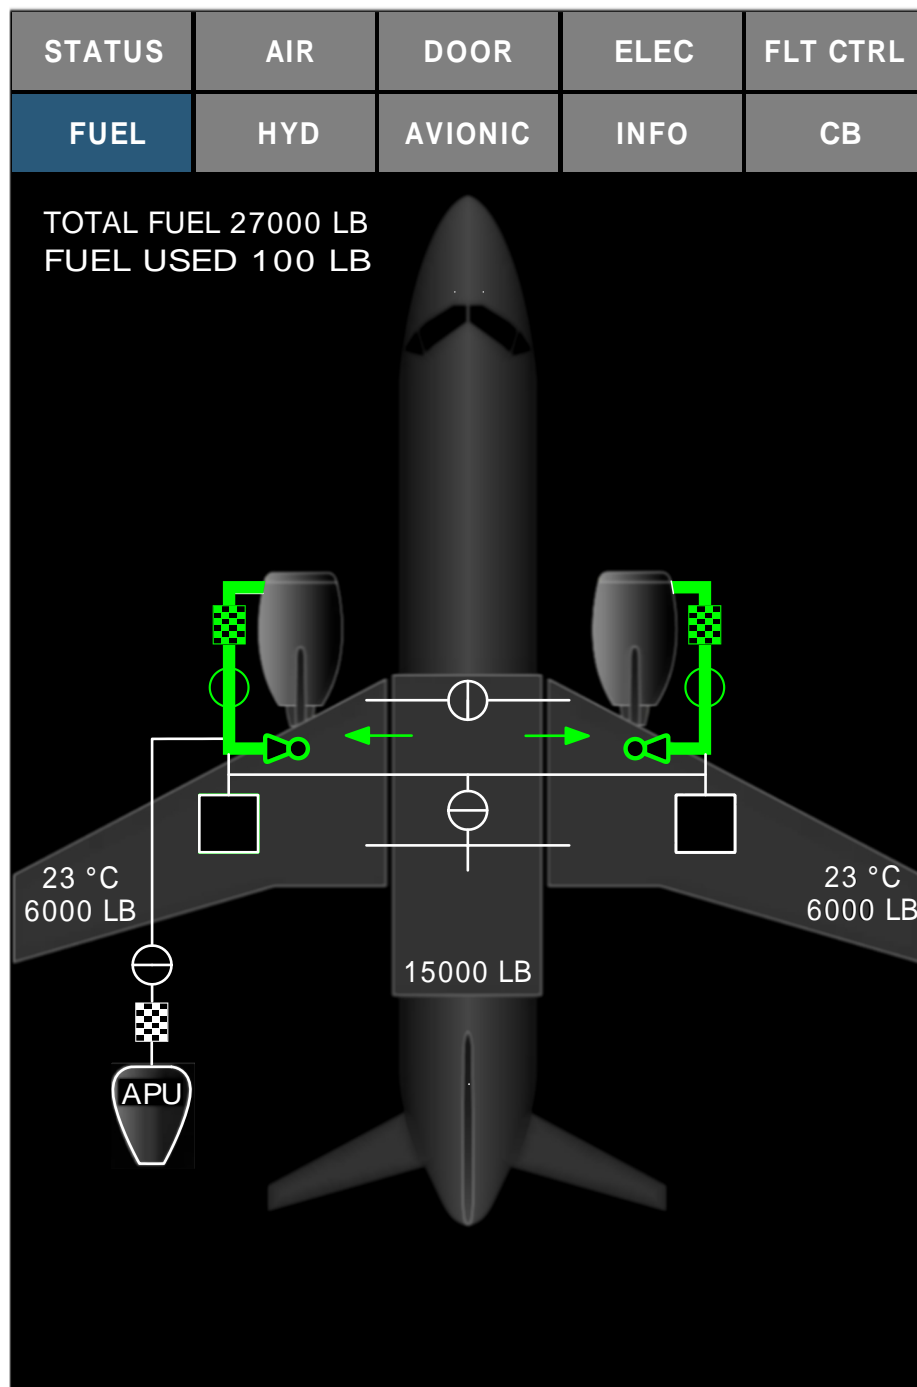 STATUS AIR DOOR ELEC FLT CTRL
FUEL HYD AVIONIC INFO CB
TOTAL FUEL 27000 LB
FUEL USED 100 LB
23 °C 23 °C
6000 LB 6000 LB
15000 LB
APU